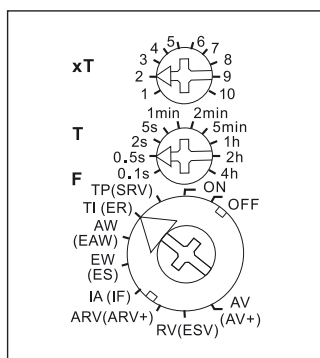 xT
1
2
3
4
5
6
7
8
9
10
T
0.1s
0.5s
2s
5s
1min
2min
5min
1h
2h
4h
F
TP(SRV)
TI (ER)
AW
(EAW)
EW
(ES)
IA (IF)
ARV(ARV+)
RV(ESV)
AV
(AV+)
OFF
ON